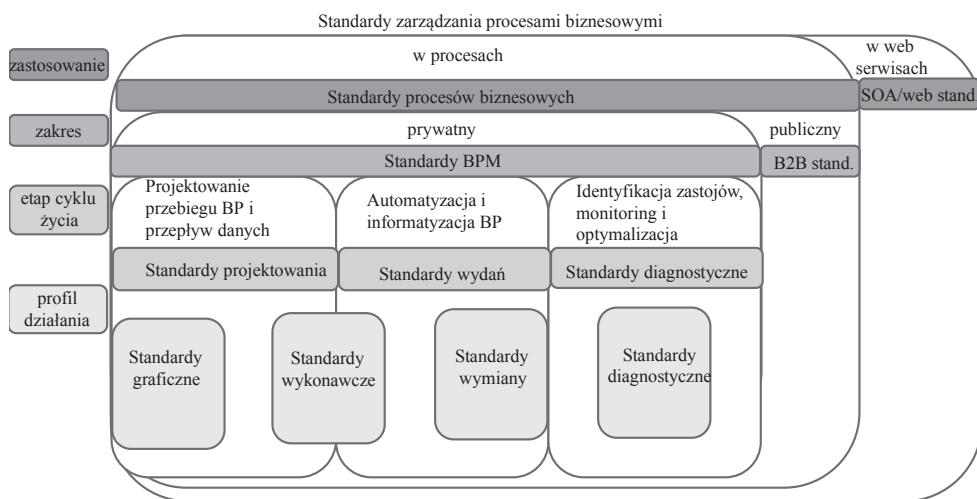 Standardy zarządzania procesami biznesowymi
zastosowanie
w procesach
w web
serwisach
Standardy procesów biznesowych
SOA/web stand.
zakres
prywatny
publiczny
Standardy BPM
B2B stand.
etap cyklu
życia
Projektowanie
przebiegu BP i
przepływ danych
Automatyzacja i
informatyzacja BP
Identyfikacja zastojów,
monitoring i
optymalizacja
Standardy projektowania
Standardy wydań
Standardy diagnostyczne
profil
działania
Standardy
graficzne
Standardy
wykonawcze
Standardy
wymiany
Standardy
diagnostyczne